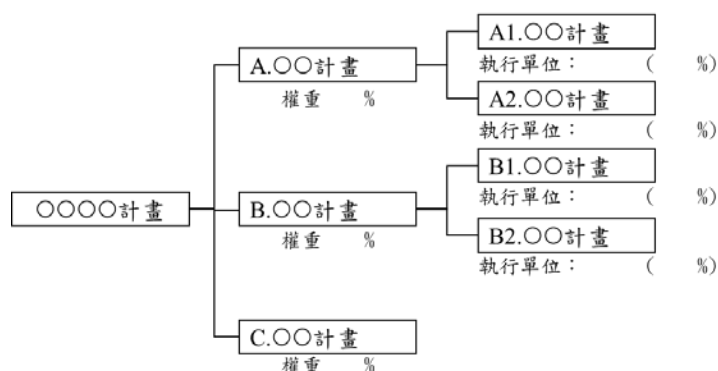 A1.○○計畫
A.○○計畫
執行單位：　　　(　　%)
權重　　%
A2.○○計畫
執行單位：　　　(　　%)
B1.○○計畫
○○○○計畫
B.○○計畫
執行單位：　　　(　　%)
權重　　%
B2.○○計畫
執行單位：　　　(　　%)
C.○○計畫
權重　　%